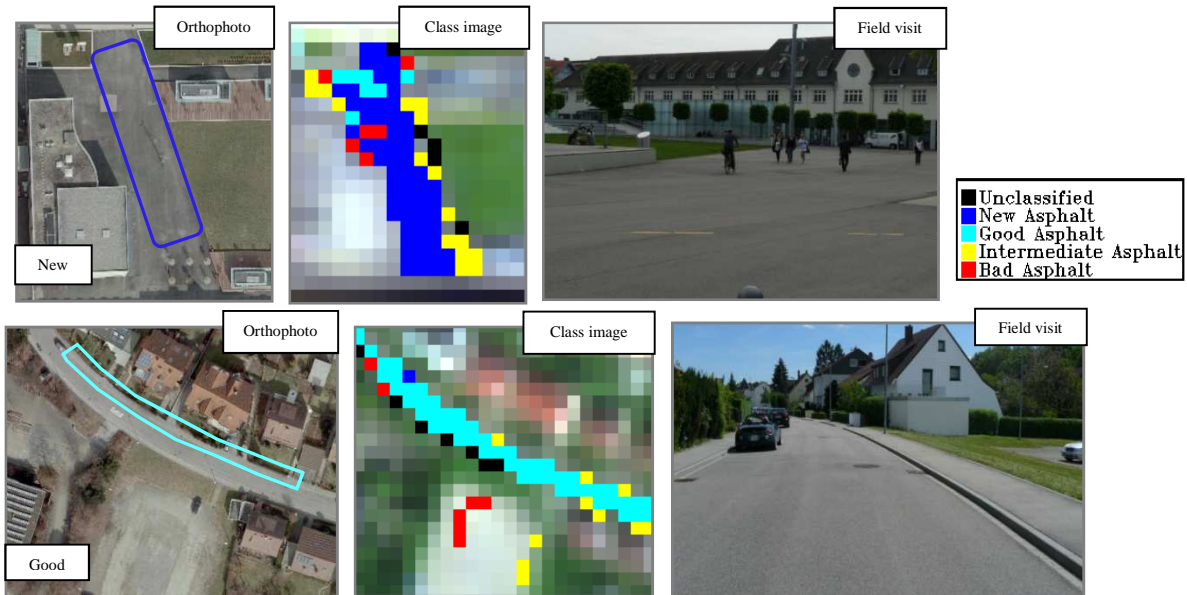 Orthophoto
Class image
Field visit
New
Unclassified
New Asphalt
Good Asphalt
Intermediate Asphalt
Bad Asphalt
Orthophoto
Class image
Field visit
Good